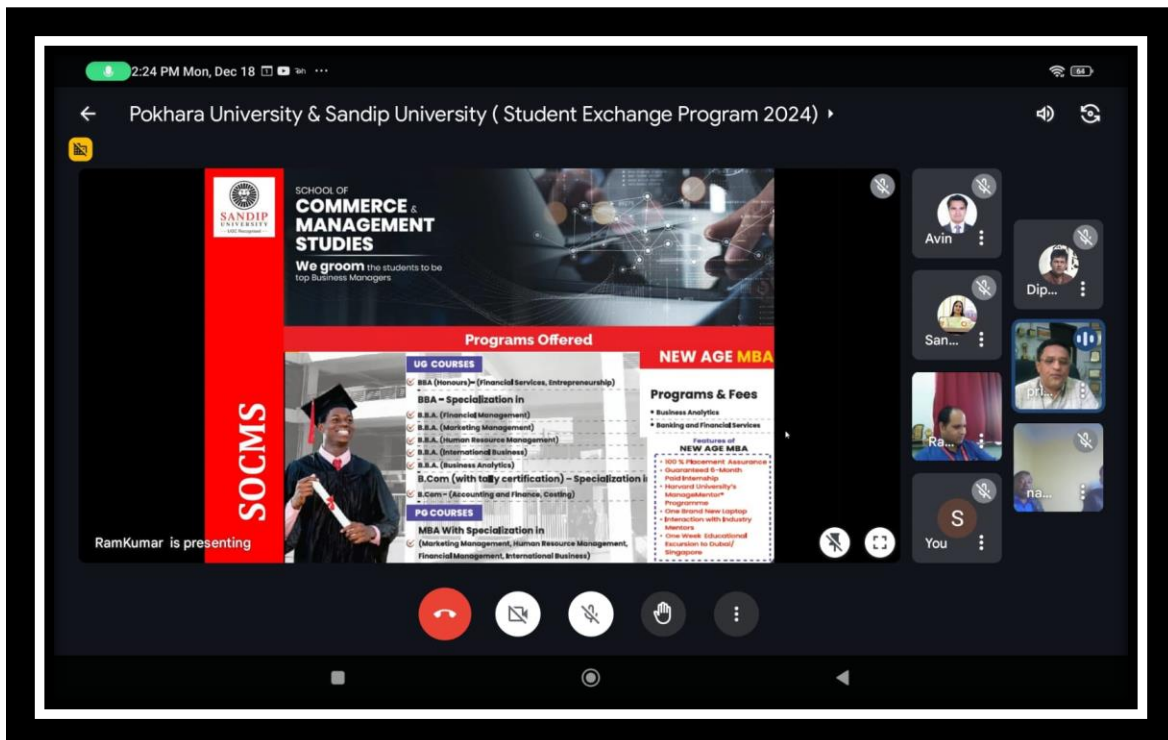 2:24 PM Mon, Dec 18
64
Pokhara University & Sandip University ( Student Exchange Program 2024)
SANDIP
UNIVERSITY
UGC Recognised
SCHOOL OF
COMMERCE &
MANAGEMENT
STUDIES
We groom the students to be
top Business Managers
SOCMS
Programs Offered
UG COURSES
BBA (Honours)- (Financial Services, Entrepreneurship)
BBA - Specialization in
B.B.A. (Financial Management)
B.B.A. (Marketing Management)
B.B.A. (Human Resource Management)
B.B.A. (International Business)
B.B.A. (Business Analytics)
B.Com (with tally certification) – Specialization i
B.Com - (Accounting and Finance, Costing)
PG COURSES
MBA With Specialization in
(Marketing Management, Human Resource Management,
Financial Management, International Business)
NEW AGE MBA
Programs & Fees
• Business Analytics
• Banking and Financial Services
Features of
NEW AGE MBA
• 100 % Placement Assurance
• Guaranteed 6-Month
Paid Internship
• Harvard University's
ManageMentor®
Programme
• One Brand New Laptop
• Interaction with Industry
Mentors
• One Week Educational
Excursion to Dubai/
Singapore
RamKumar is presenting
Avin
Dip...
San...
pri...
Ra...
na...
S
You